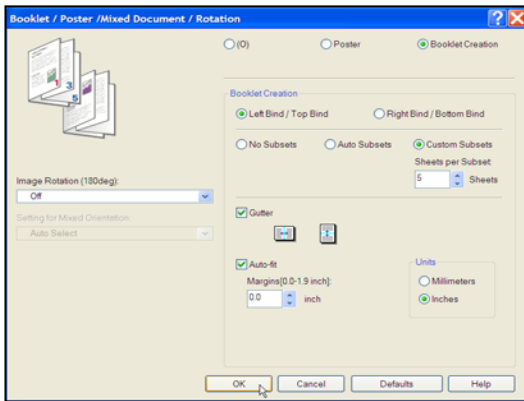 Booklet / Poster /Mixed Document / Rotation
(O) Poster Booklet Creation
Booklet Creation
Left Bind / Top Bind Right Bind / Bottom Bind
No Subsets Auto Subsets Custom Subsets
Sheets per Subset:
5 Sheets
Image Rotation (180deg):
Off
Setting for Mixed Orientation:
Auto Select
Gutter
Auto-fit
Margins[0.0-1.9 inch]:
0.0 inch
Units
Millimeters
Inches
OK Cancel Defaults Help
1 3
5